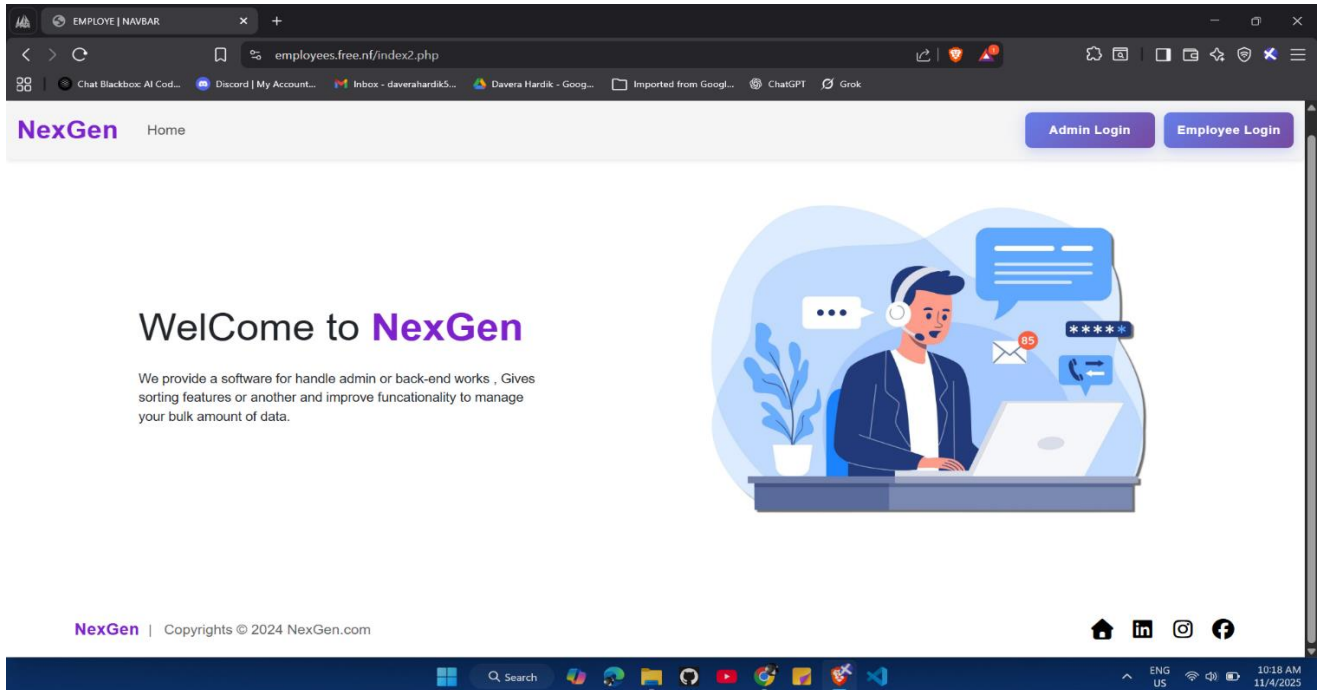 EMPLOYE | NAVBAR
employees.free.nf/index2.php
Chat Blackbox: AI Cod... Discord | My Account... Inbox - daverahardik5... Davera Hardik - Goog... Imported from Googl... ChatGPT Grok
NexGen Home Admin Login Employee Login
WelCome to NexGen
We provide a software for handle admin or back-end works , Gives
sorting features or another and improve funcationality to manage
your bulk amount of data.
85
*****
NexGen | Copyrights © 2024 NexGen.com
Search
ENG 10:18 AM
US 11/4/2025